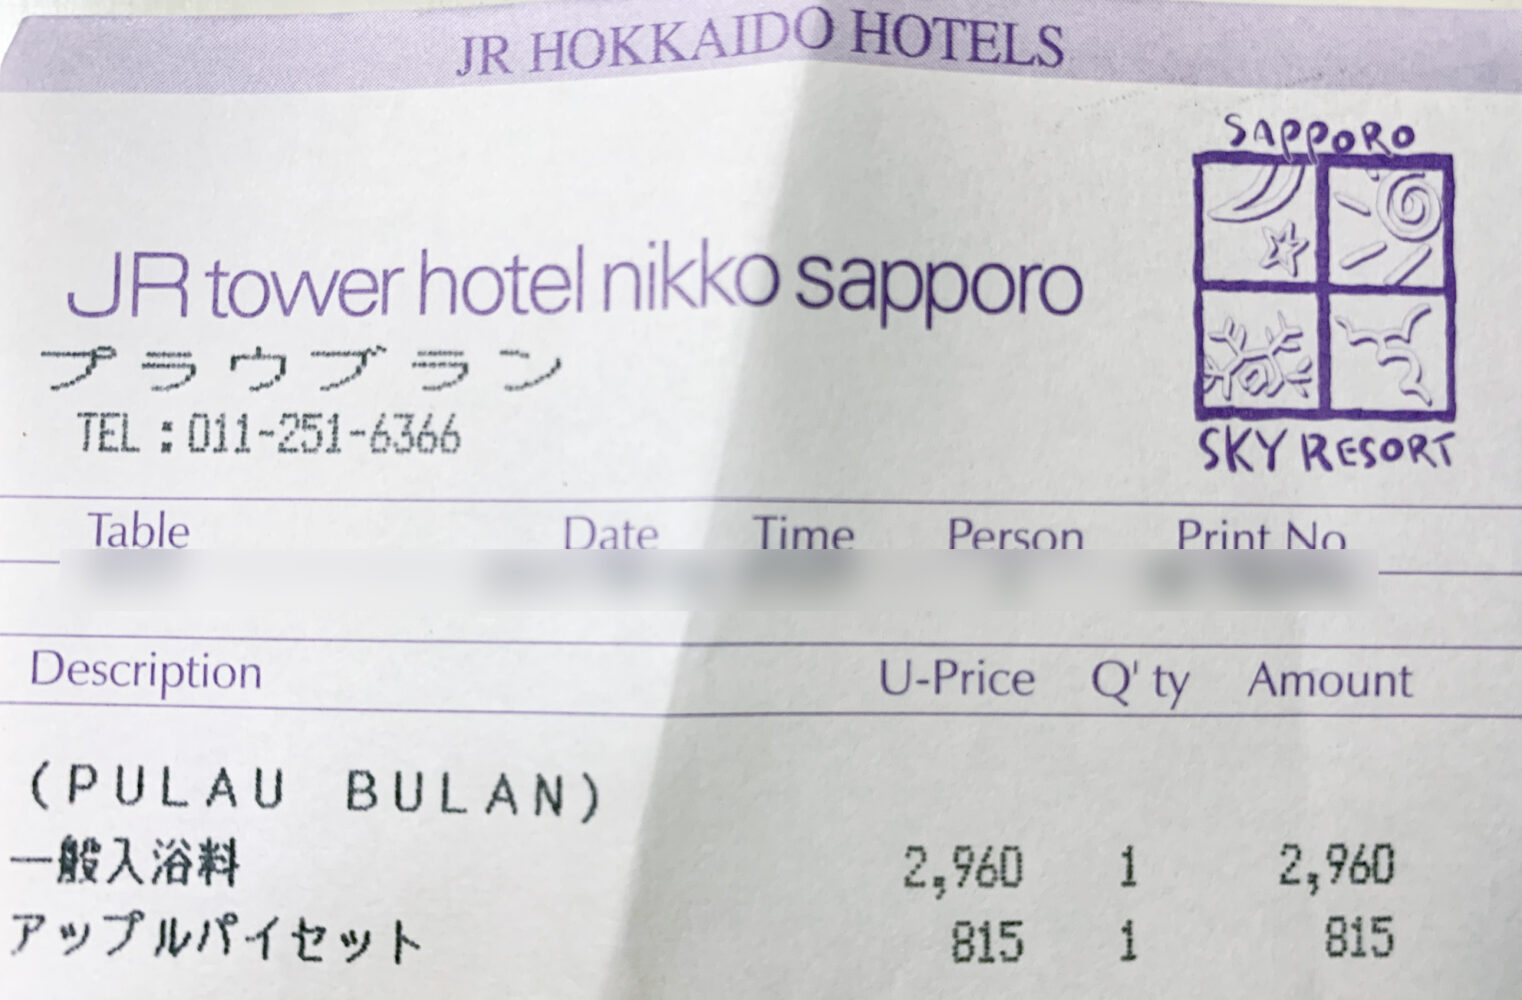 JR HOKKAIDO HOTELS
SAPPORO
SKY RESORT
JR tower hotel nikko sapporo
プラウブラン
TEL:011-251-6366
Table Date Time Person Print No
Description U-Price Q'ty Amount
(PULAU BULAN)
一般入浴料 2,960 1 2,960
アップルパイセット 815 1 815